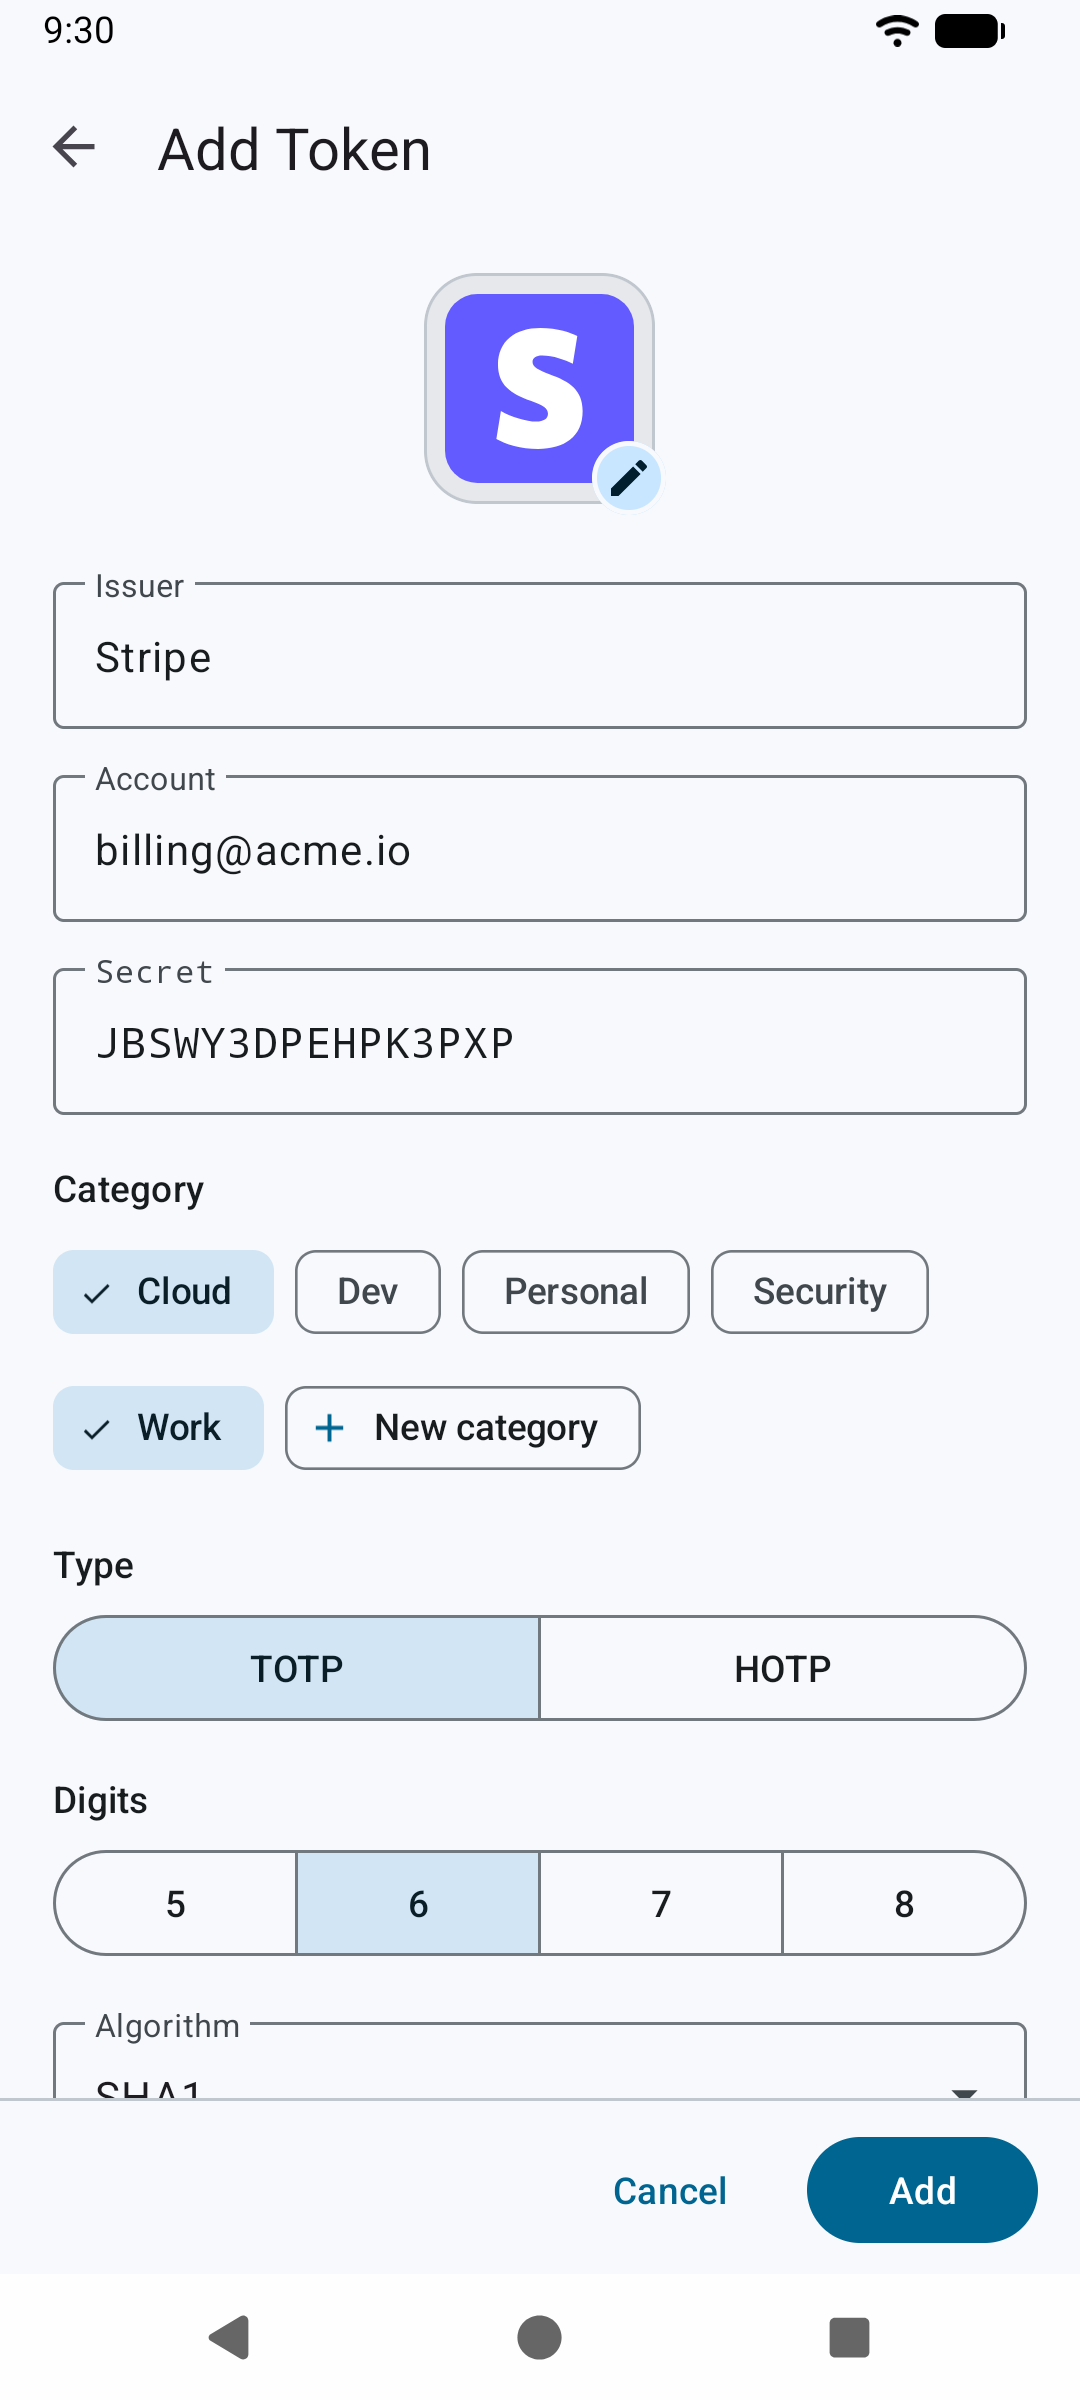 9:30
Add Token
S
Issuer
Stripe
Account
billing@acme.io
Secret
JBSWY3DPEHPK3PXP
Category
Cloud Dev Personal Security
Work New category
Type
TOTP HOTP
Digits
5 6 7 8
Algorithm
SHA1
Cancel Add